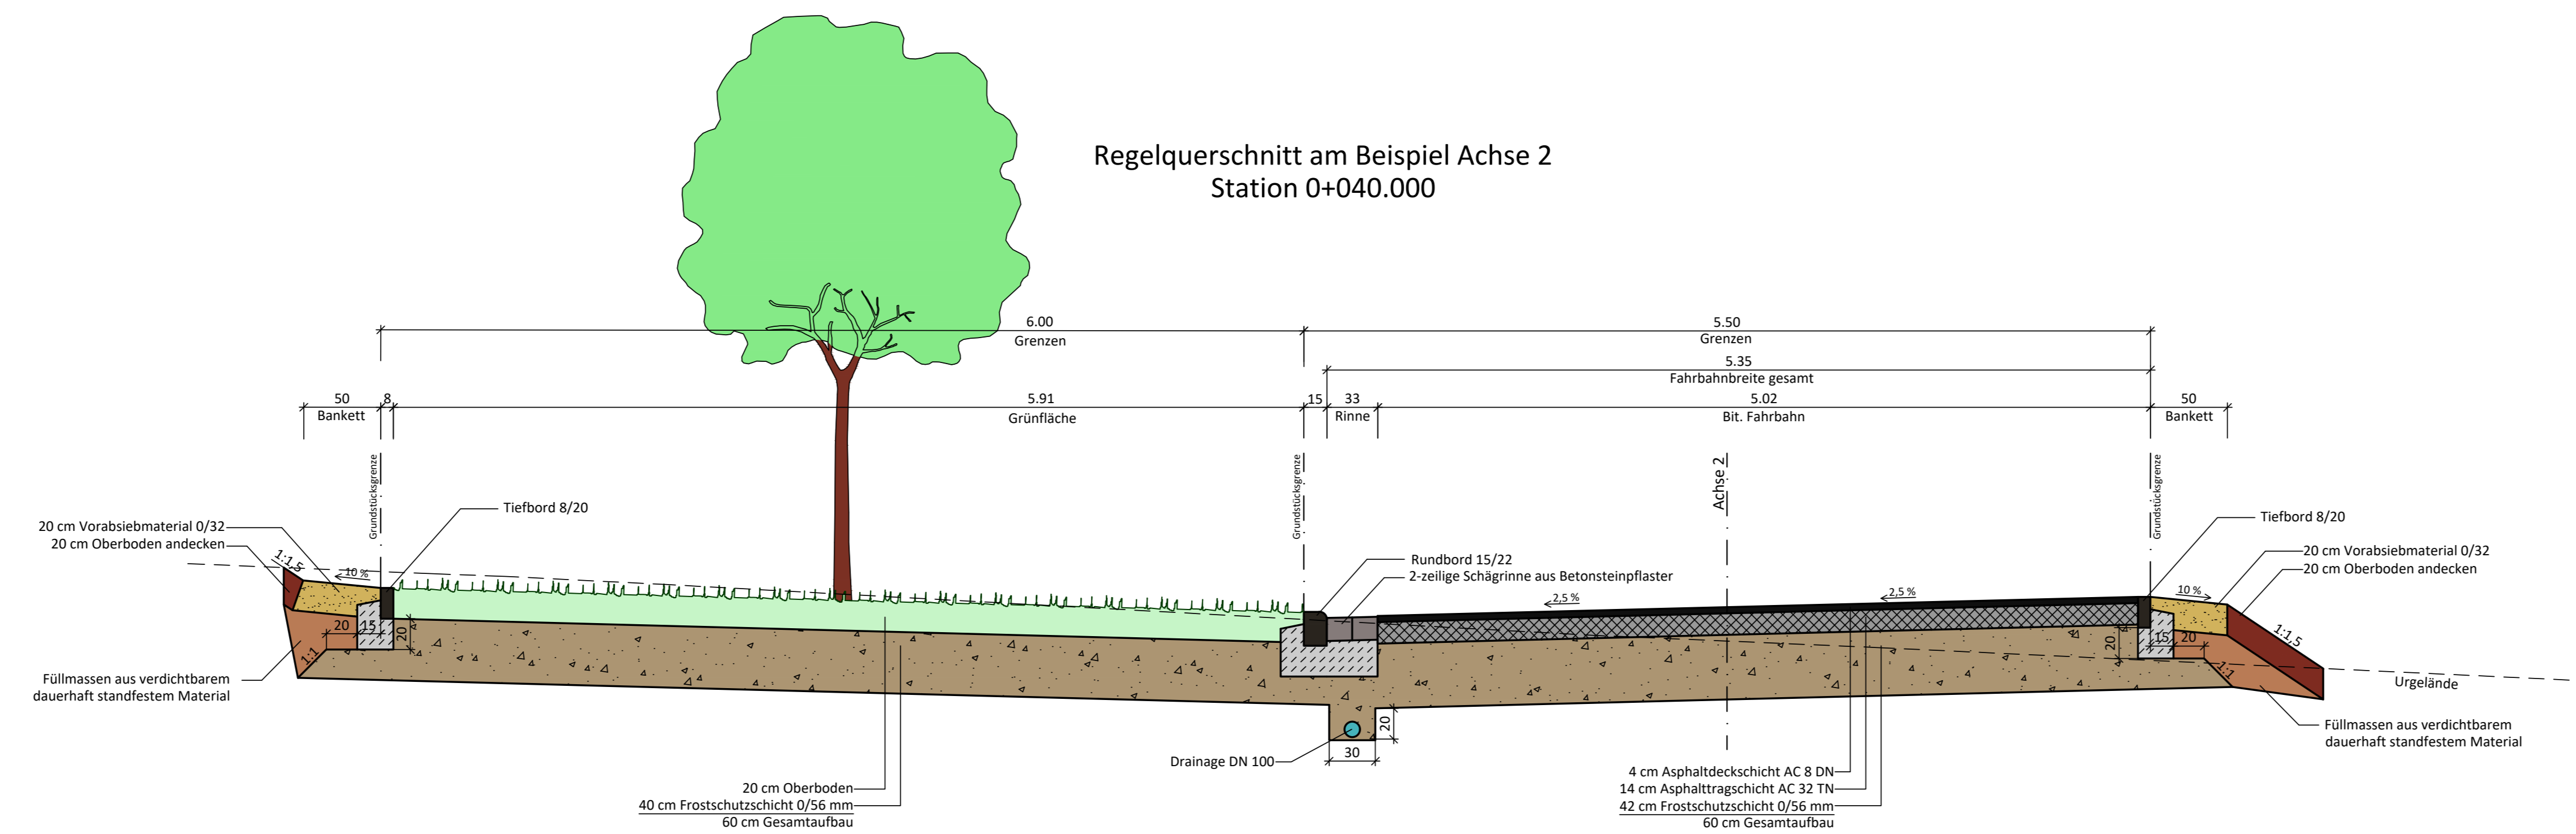 Regelquerschnitt am Beispiel Achse 2
Station 0+040.000
6.00
Grenzen
5.50
Grenzen
5.35
Fahrbahnbreite gesamt
50
Bankett
8
5.91
Grünfläche
15
33
Rinne
5.02
Bit. Fahrbahn
50
Bankett
Grundstücksgrenze
Grundstücksgrenze
Achse 2
Grundstücksgrenze
Tiefbord 8/20
20 cm Vorabsiebmaterial 0/32
20 cm Oberboden andecken
1:1,5
10 %
20
15
20
1:1
Füllmassen aus verdichtbarem
dauerhaft standfestem Material
Rundbord 15/22
2-zeilige Schägrinne aus Betonsteinpflaster
2,5 %
2,5 %
Tiefbord 8/20
20 cm Vorabsiebmaterial 0/32
20 cm Oberboden andecken
10 %
1:1,5
20
15
20
1:1
Urgelände
Füllmassen aus verdichtbarem
dauerhaft standfestem Material
20
30
Drainage DN 100
20 cm Oberboden
40 cm Frostschutzschicht 0/56 mm
60 cm Gesamtaufbau
4 cm Asphaltdeckschicht AC 8 DN
14 cm Asphalttragschicht AC 32 TN
42 cm Frostschutzschicht 0/56 mm
60 cm Gesamtaufbau